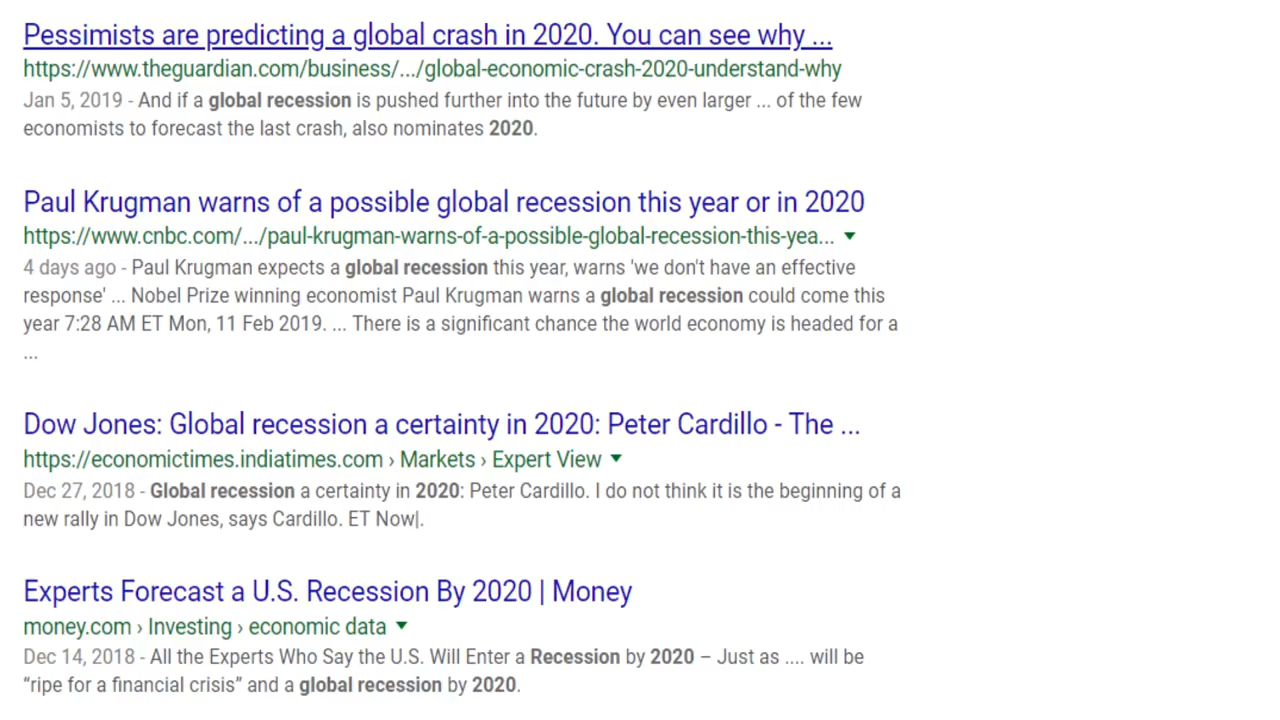 Pessimists are predicting a global crash in 2020. You can see why ...
https://www.theguardian.com/business/.../global-economic-crash-2020-understand-why
Jan 5, 2019 - And if a global recession is pushed further into the future by even larger ... of the few
economists to forecast the last crash, also nominates 2020.
Paul Krugman warns of a possible global recession this year or in 2020
https://www.cnbc.com/.../paul-krugman-warns-of-a-possible-global-recession-this-yea...
4 days ago - Paul Krugman expects a global recession this year, warns 'we don't have an effective
response' ... Nobel Prize winning economist Paul Krugman warns a global recession could come this
year 7:28 AM ET Mon, 11 Feb 2019. ... There is a significant chance the world economy is headed for a
...
Dow Jones: Global recession a certainty in 2020: Peter Cardillo - The ...
https://economictimes.indiatimes.com › Markets › Expert View
Dec 27, 2018 - Global recession a certainty in 2020: Peter Cardillo. I do not think it is the beginning of a
new rally in Dow Jones, says Cardillo. ET Now|.
Experts Forecast a U.S. Recession By 2020 | Money
money.com › Investing › economic data
Dec 14, 2018 - All the Experts Who Say the U.S. Will Enter a Recession by 2020 – Just as .... will be
“ripe for a financial crisis” and a global recession by 2020.